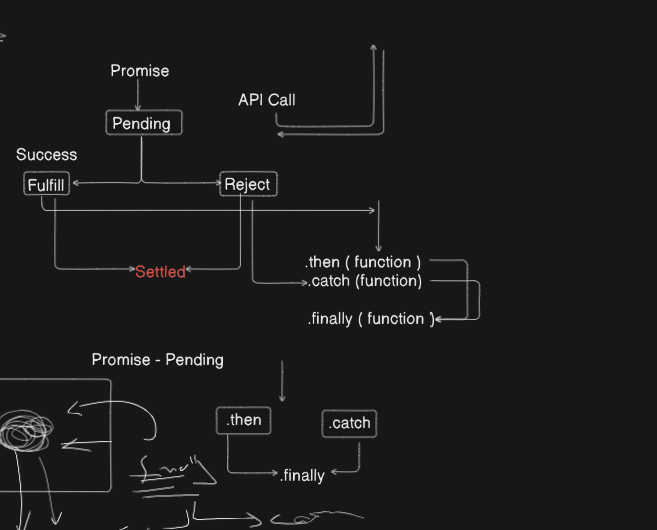 Promise
API Call
Pending
Success
Fulfill
Reject
Settled
.then ( function )
.catch (function)
.finally ( function )
Promise - Pending
.then
.catch
.finally